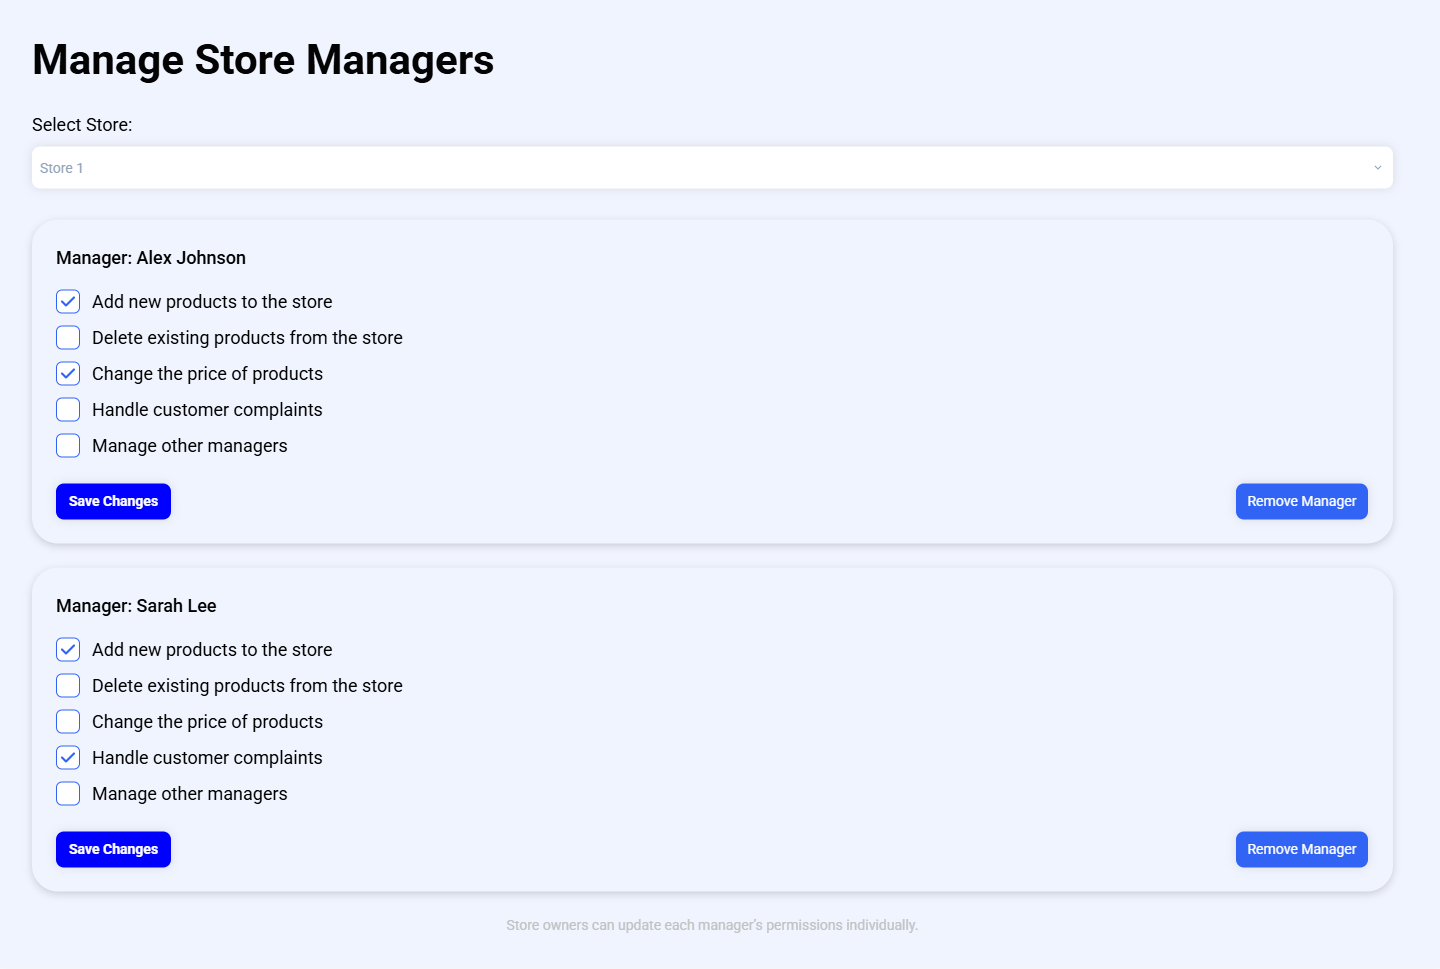 Manage Store Managers
Select Store:
Store 1
Manager: Alex Johnson
Add new products to the store
Delete existing products from the store
Change the price of products
Handle customer complaints
Manage other managers
Save Changes
Remove Manager
Manager: Sarah Lee
Add new products to the store
Delete existing products from the store
Change the price of products
Handle customer complaints
Manage other managers
Save Changes
Remove Manager
Store owners can update each manager's permissions individually.